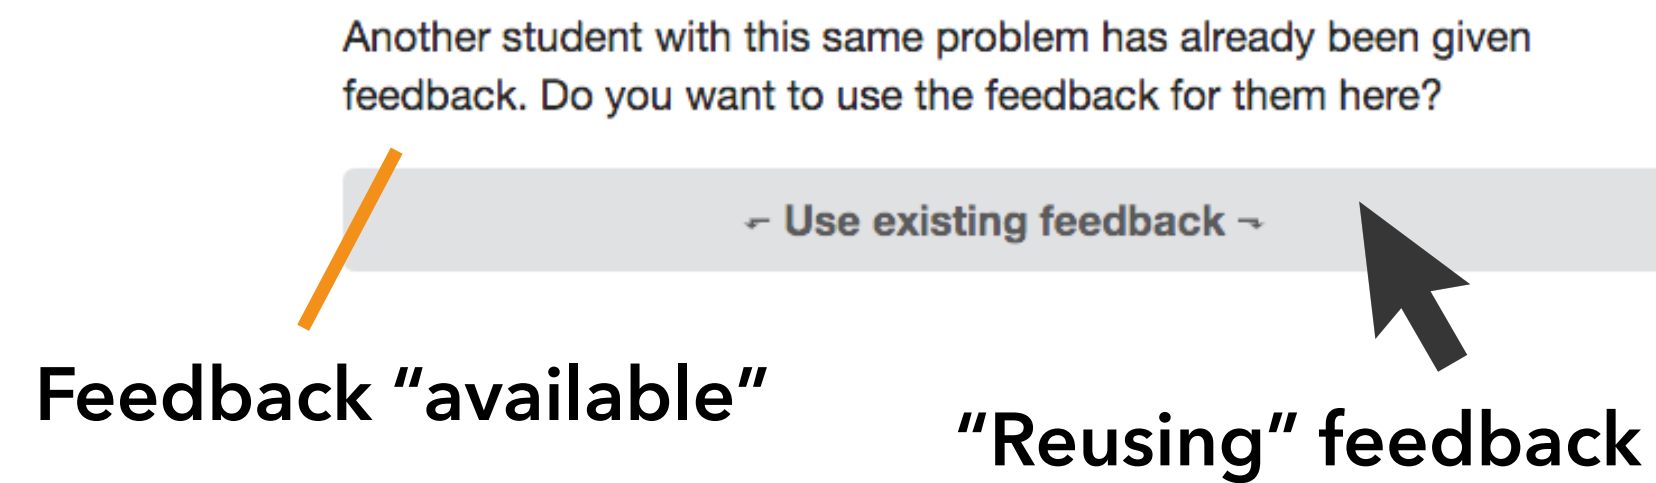 Another student with this same problem has already been given
feedback. Do you want to use the feedback for them here?
⬐ Use existing feedback ⬎
Feedback “available”
“Reusing” feedback